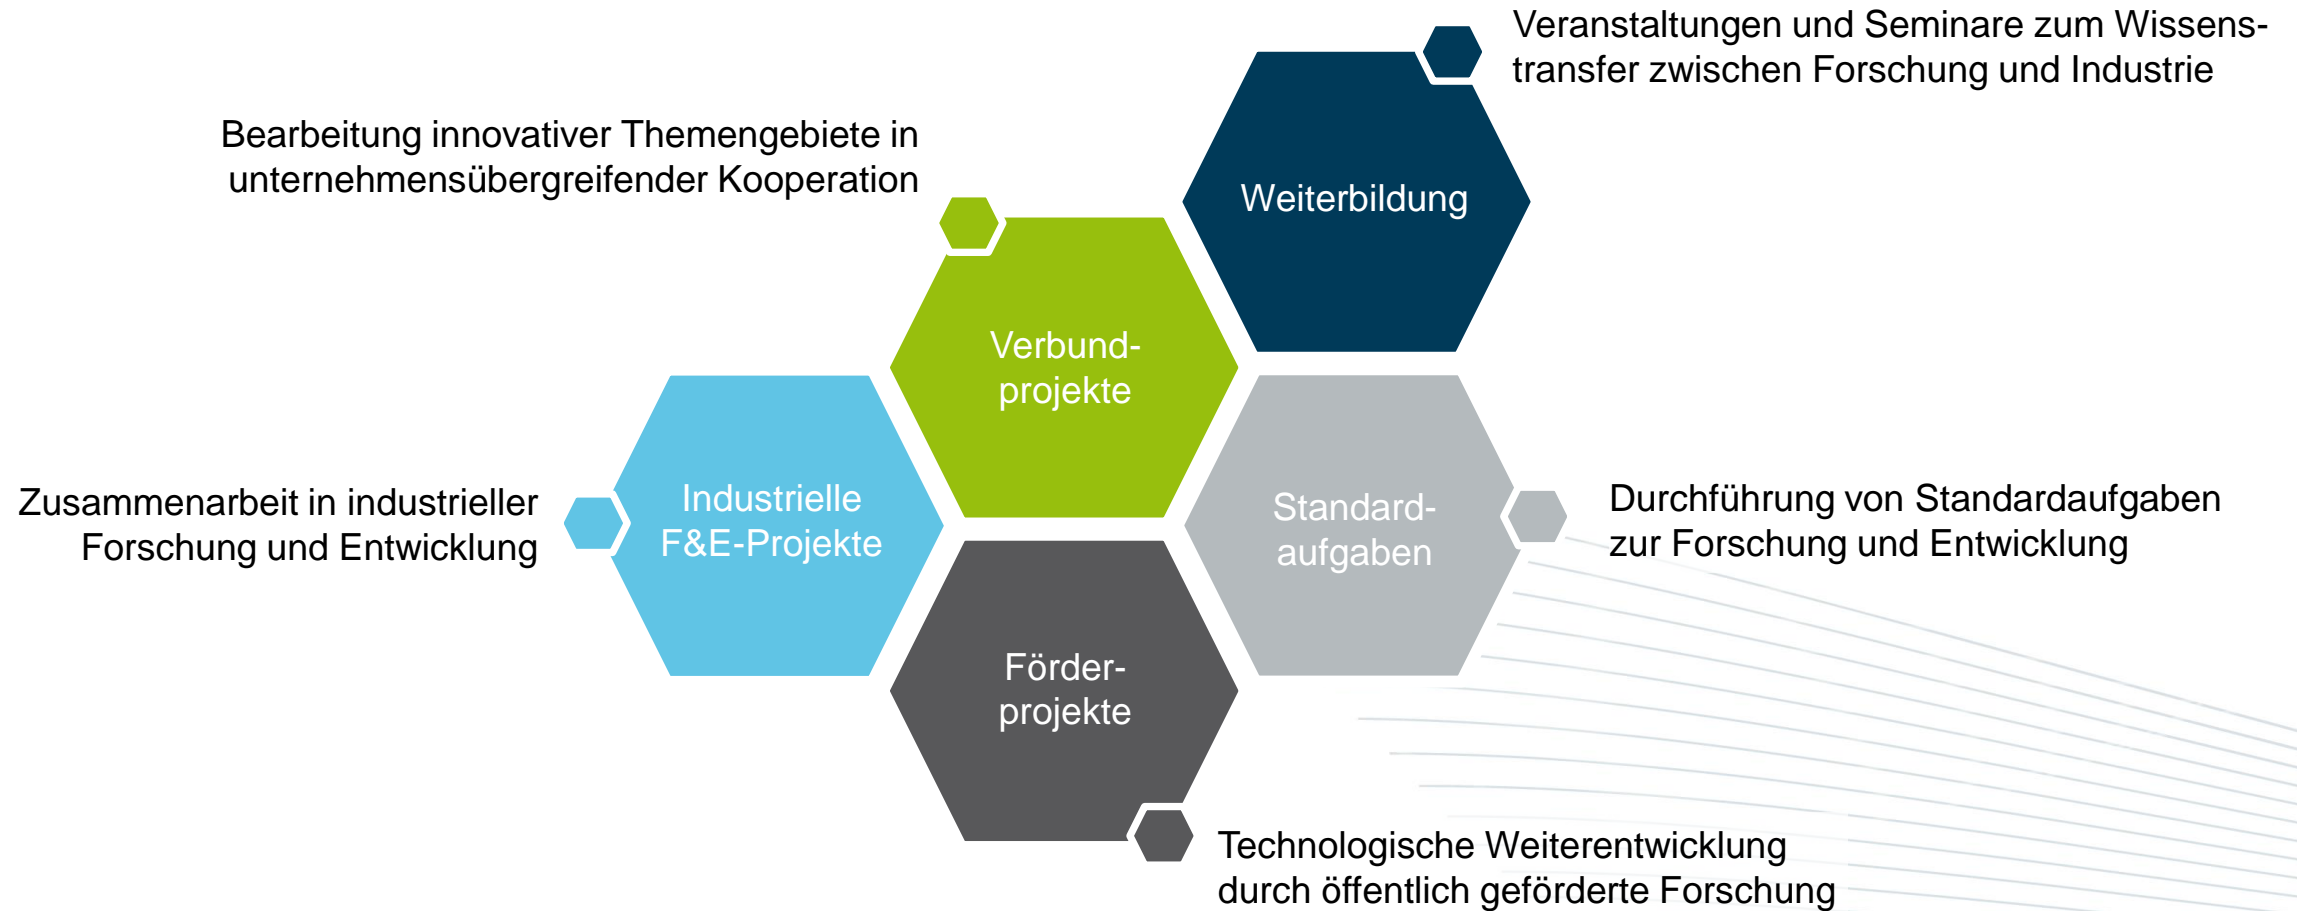 Veranstaltungen und Seminare zum Wissens-
transfer zwischen Forschung und Industrie
Weiterbildung
Bearbeitung innovativer Themengebiete in
unternehmensübergreifender Kooperation
Verbund-
projekte
Zusammenarbeit in industrieller
Forschung und Entwicklung
Industrielle
F&E-Projekte
Standard-
aufgaben
Durchführung von Standardaufgaben
zur Forschung und Entwicklung
Förder-
projekte
Technologische Weiterentwicklung
durch öffentlich geförderte Forschung